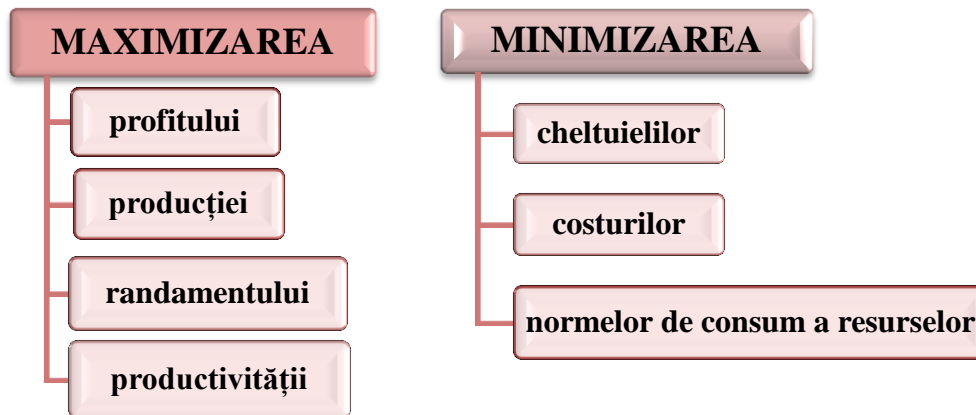 MAXIMIZAREA
profitului
producției
randamentului
productivității
MINIMIZAREA
cheltuielilor
costurilor
normelor de consum a resurselor